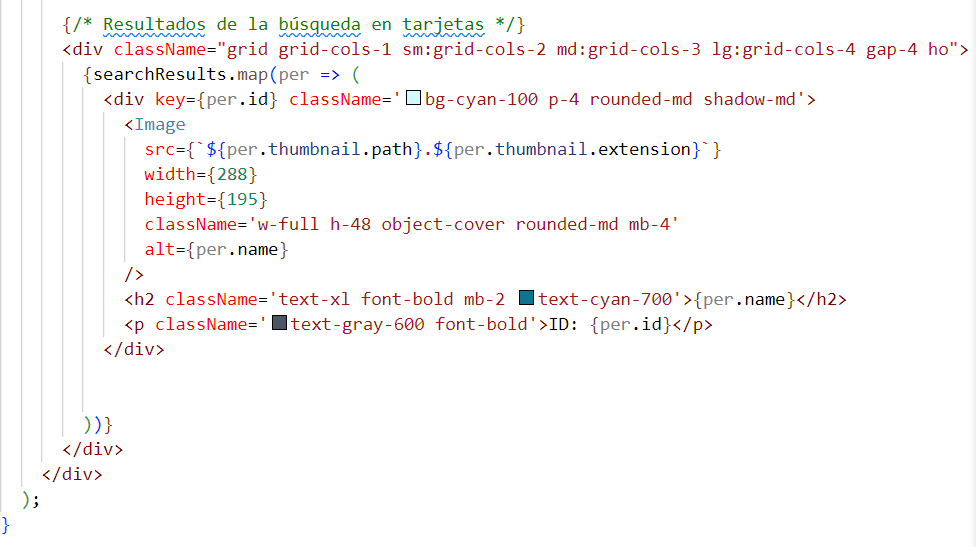 {/* Resultados de la búsqueda en tarjetas */}
<div className="grid grid-cols-1 sm:grid-cols-2 md:grid-cols-3 lg:grid-cols-4 gap-4 ho">
{searchResults.map(per => (
<div key={per.id} className='bg-cyan-100 p-4 rounded-md shadow-md'>
<Image
src={`${per.thumbnail.path}.${per.thumbnail.extension}`}
width={288}
height={195}
className='w-full h-48 object-cover rounded-md mb-4'
alt={per.name}
/>
<h2 className='text-xl font-bold mb-2 text-cyan-700'>{per.name}</h2>
<p className='text-gray-600 font-bold'>ID: {per.id}</p>
</div>
))}
</div>
</div>
);
}